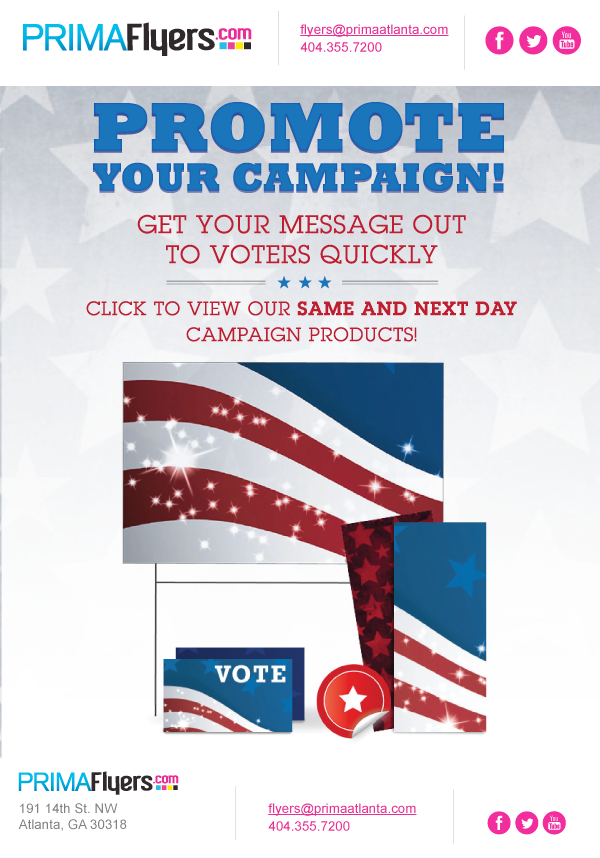 PRIMAFlyers.com
flyers@primaatlanta.com
404.355.7200
You
Tube
PROMOTE
YOUR CAMPAIGN!
GET YOUR MESSAGE OUT
TO VOTERS QUICKLY
CLICK TO VIEW OUR SAME AND NEXT DAY
CAMPAIGN PRODUCTS!
VOTE
PRIMAFlyers.com
191 14th St. NW
Atlanta, GA 30318
flyers@primaatlanta.com
404.355.7200
You
Tube